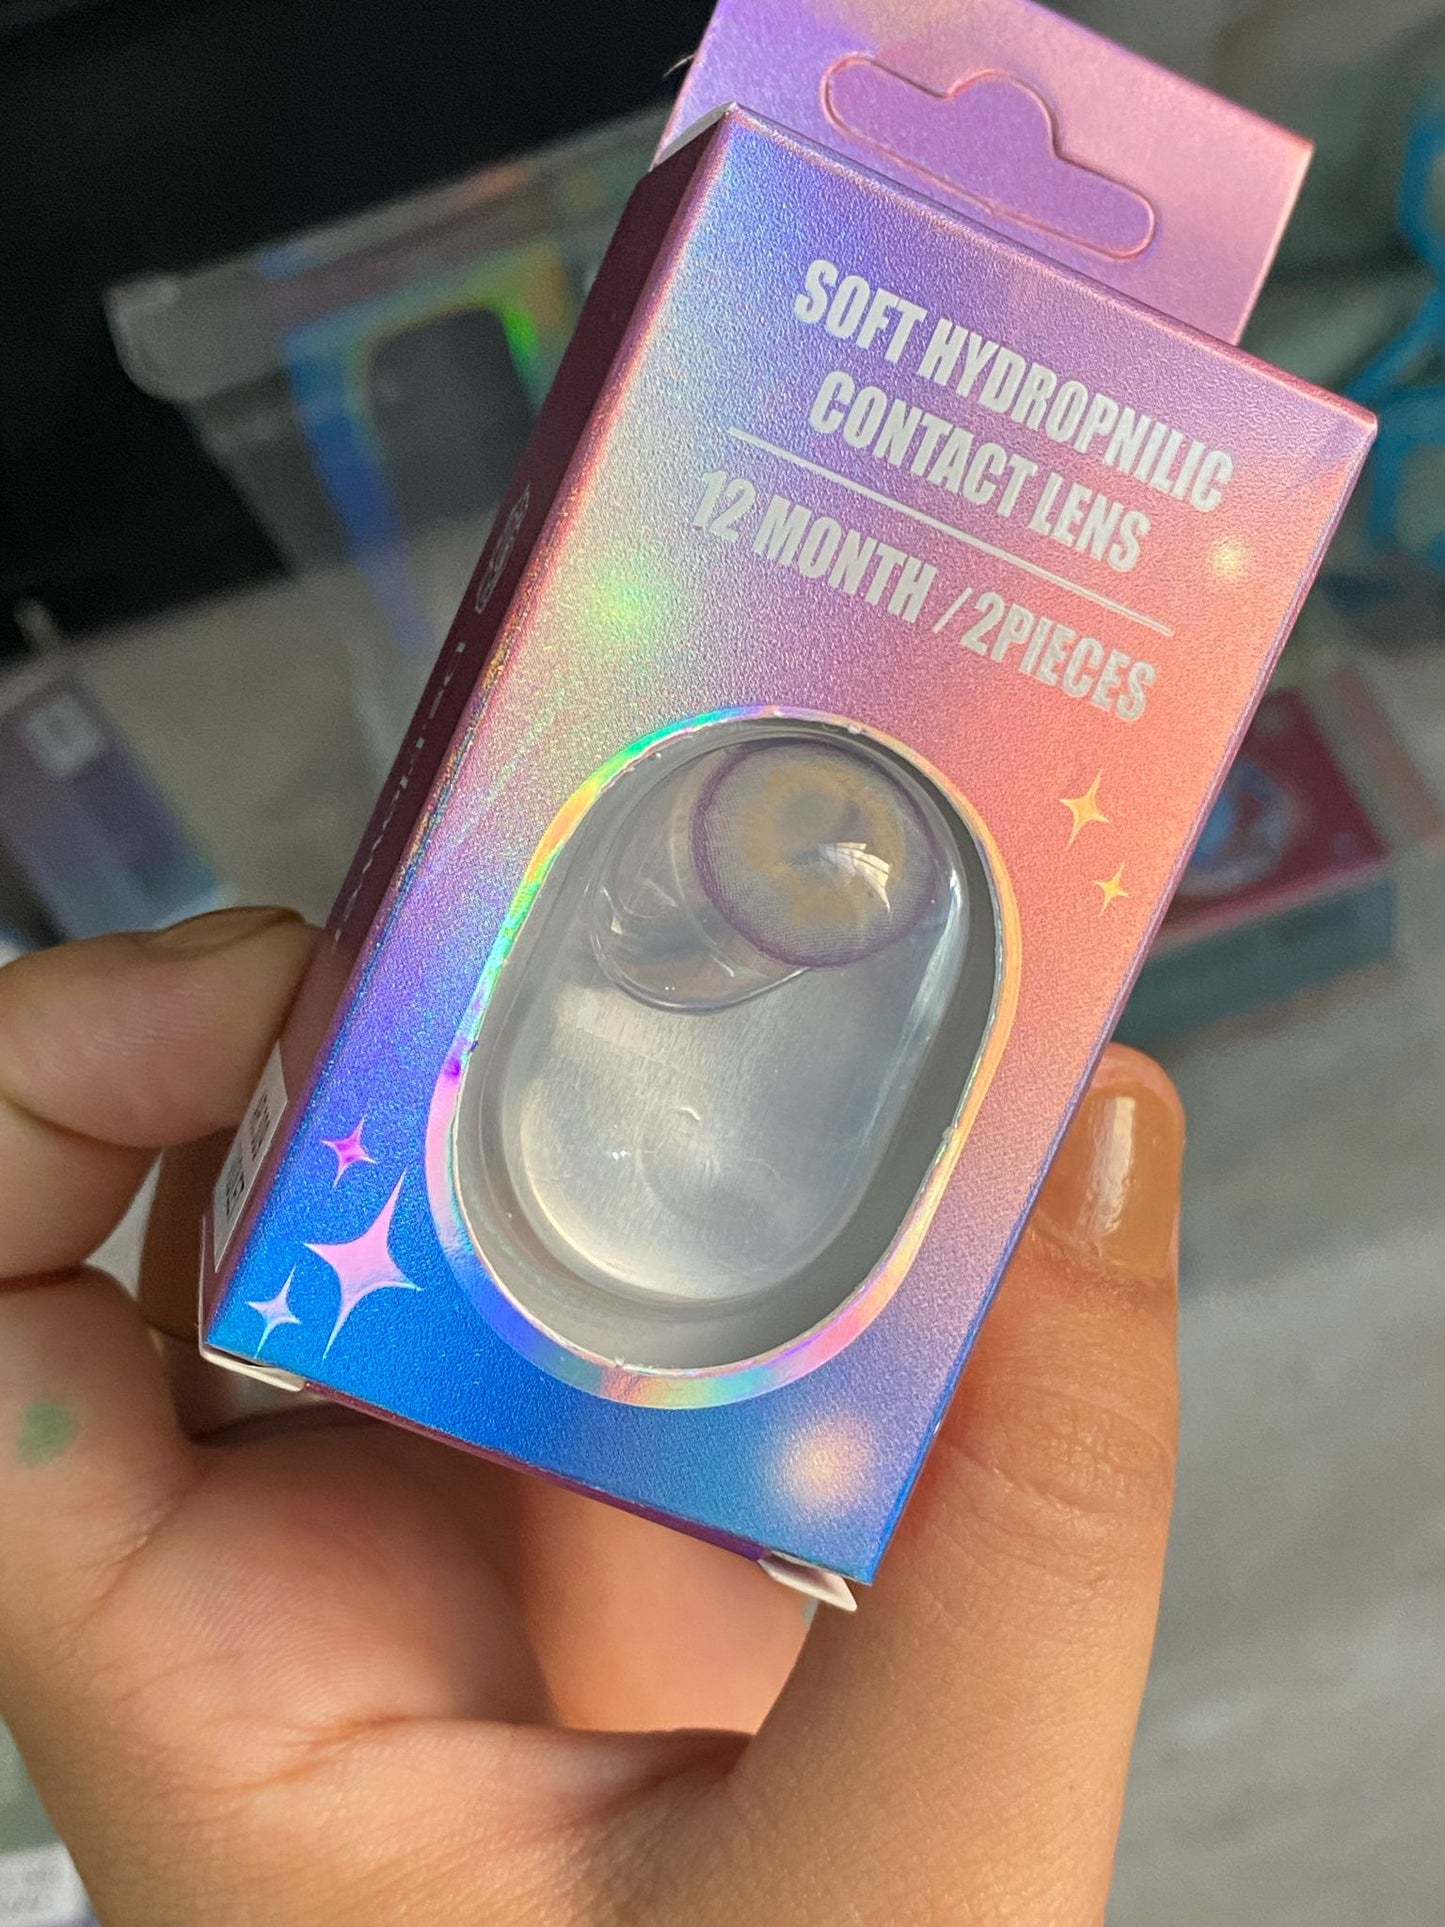 SOFT HYDROPNILIC
CONTACT LENS
12 MONTH / 2PIECES